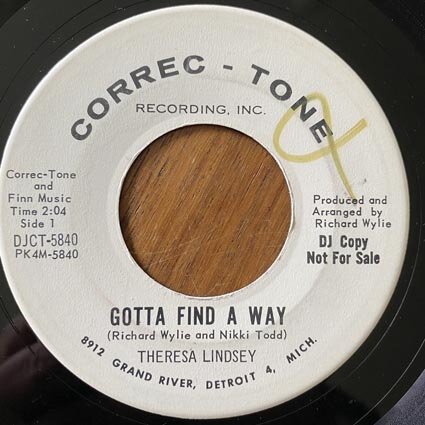 CORREC-TONE
RECORDING, INC.
Correc-Tone
and
Finn Music
Time 2:04
Side 1
DJCT-5840
PK4M-5840
Produced and
Arranged by
Richard Wylie
DJ Copy
Not For Sale
GOTTA FIND A WAY
(Richard Wylie and Nikki Todd)
THERESA LINDSEY
8912 GRAND RIVER, DETROIT 4, MICH.